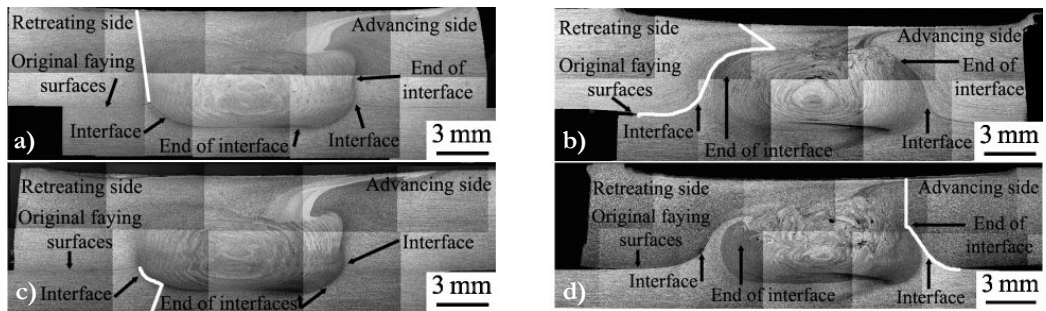 Retreating side
Advancing side
Original faying
surfaces
End of
interface
Interface
Interface
End of interface
3 mm
a)
Retreating side
Advancing side
Original faying
surfaces
End of
interface
Interface
Interface
End of interface
3 mm
b)
Retreating side
Advancing side
Original faying
surfaces
Interface
Interface
End of interfaces
3 mm
c)
Retreating side
Advancing side
Original faying
surfaces
End of
interface
Interface
Interface
End of interface
3 mm
d)